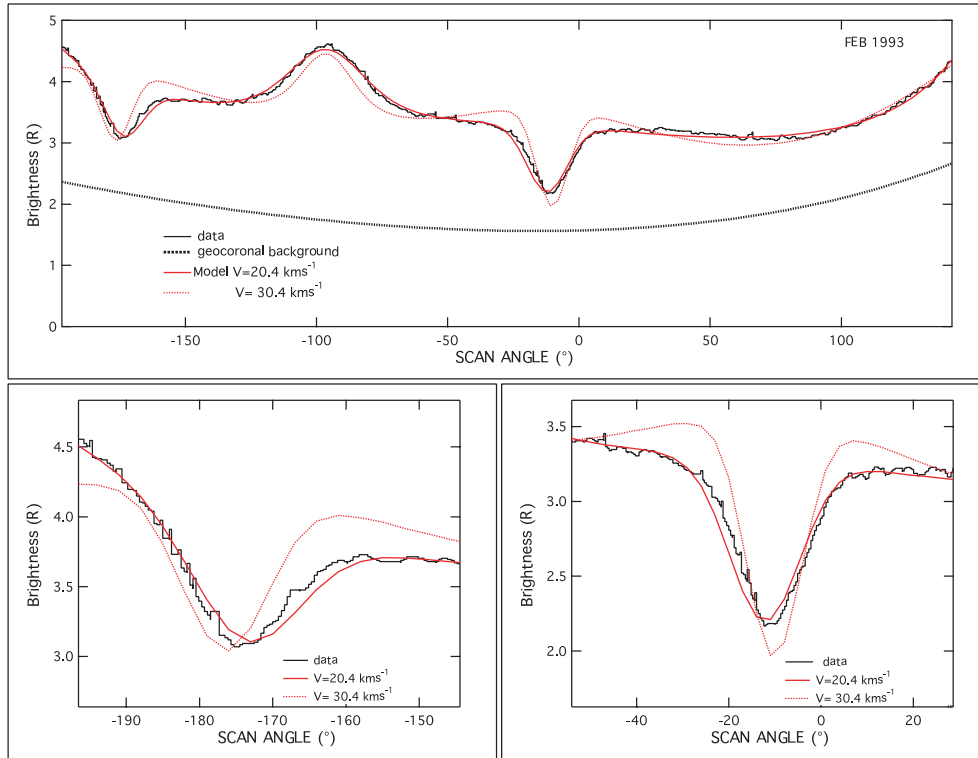 5
4
3
2
1
0
Brightness (R)
FEB 1993
data
geocoronal background
Model V=20.4 kms-1
V= 30.4 kms-1
-150 -100 -50 0 50 100
SCAN ANGLE (°)
4.5
4.0
3.5
3.0
Brightness (R)
data
V=20.4 kms-1
V= 30.4 kms-1
-190 -180 -170 -160 -150
SCAN ANGLE (°)
3.5
3.0
2.5
2.0
Brightness (R)
data
V=20.4 kms-1
V= 30.4 kms-1
-40 -20 0 20
SCAN ANGLE (°)